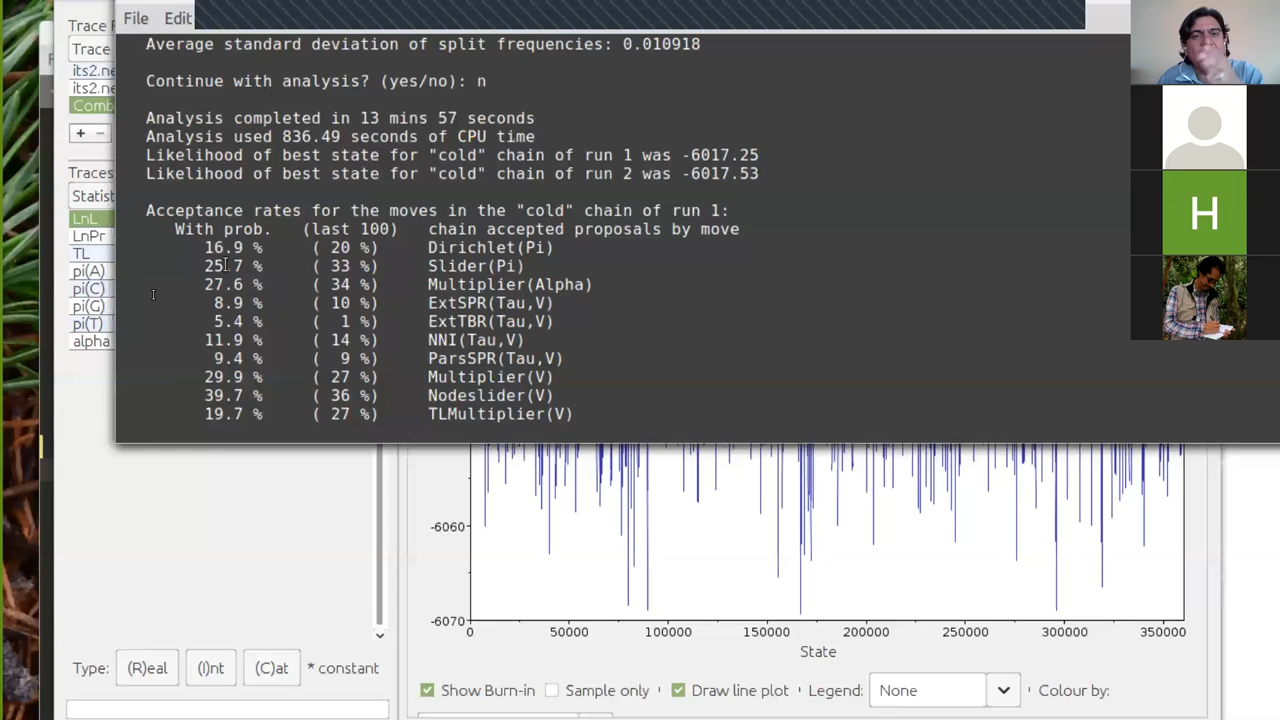 File Edit
Average standard deviation of split frequencies: 0.010918
Continue with analysis? (yes/no): n
Analysis completed in 13 mins 57 seconds
Analysis used 836.49 seconds of CPU time
Likelihood of best state for "cold" chain of run 1 was -6017.25
Likelihood of best state for "cold" chain of run 2 was -6017.53
Acceptance rates for the moves in the "cold" chain of run 1:
With prob. (last 100) chain accepted proposals by move
16.9 % ( 20 %) Dirichlet(Pi)
25.7 % ( 33 %) Slider(Pi)
27.6 % ( 34 %) Multiplier(Alpha)
8.9 % ( 10 %) ExtSPR(Tau,V)
5.4 % ( 1 %) ExtTBR(Tau,V)
11.9 % ( 14 %) NNI(Tau,V)
9.4 % ( 9 %) ParsSPR(Tau,V)
29.9 % ( 27 %) Multiplier(V)
39.7 % ( 36 %) Nodeslider(V)
19.7 % ( 27 %) TLMultiplier(V)
Trace
Trace
its2.ne
its2.ne
Comb
+ −
Traces
Statist
LnL
LnPr
TL
pi(A)
pi(C)
pi(G)
pi(T)
alpha
H
-6060
-6070
0 50000 100000 150000 200000 250000 300000 350000
State
Type: (R)eal (I)nt (C)at * constant
Show Burn-in Sample only Draw line plot Legend: None Colour by: